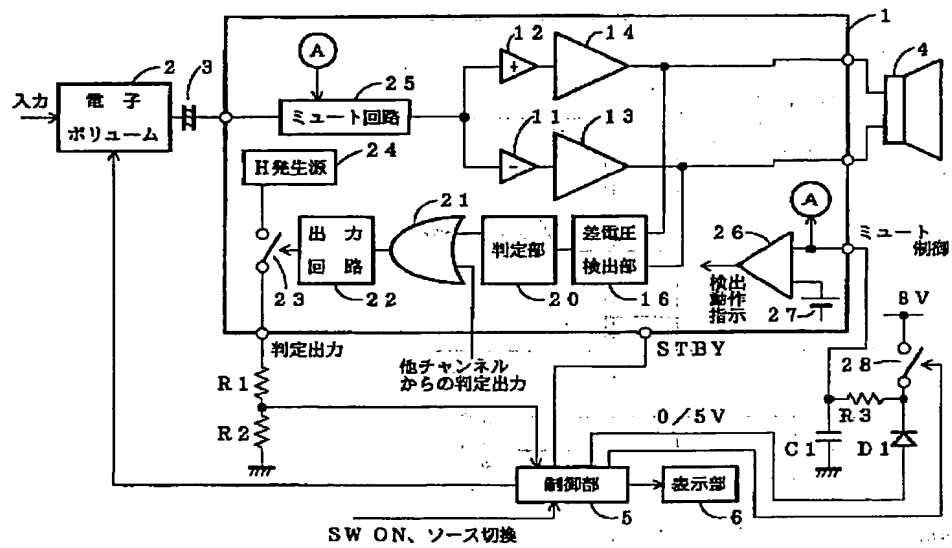 1
2
3
4
12
14
25
A
入力
電子
ボリューム
ミュート回路
+
11
13
24
H発生源
−
21
出力
回路
判定部
差電圧
検出部
A
26
ミュート
制御
検出
動作
指示
27
23
22
20
16
8V
判定出力
STBY
28
他チャンネル
からの判定出力
R1
R2
R3
0/5V
C1
D1
制御部
表示部
5
6
SW ON、ソース切換